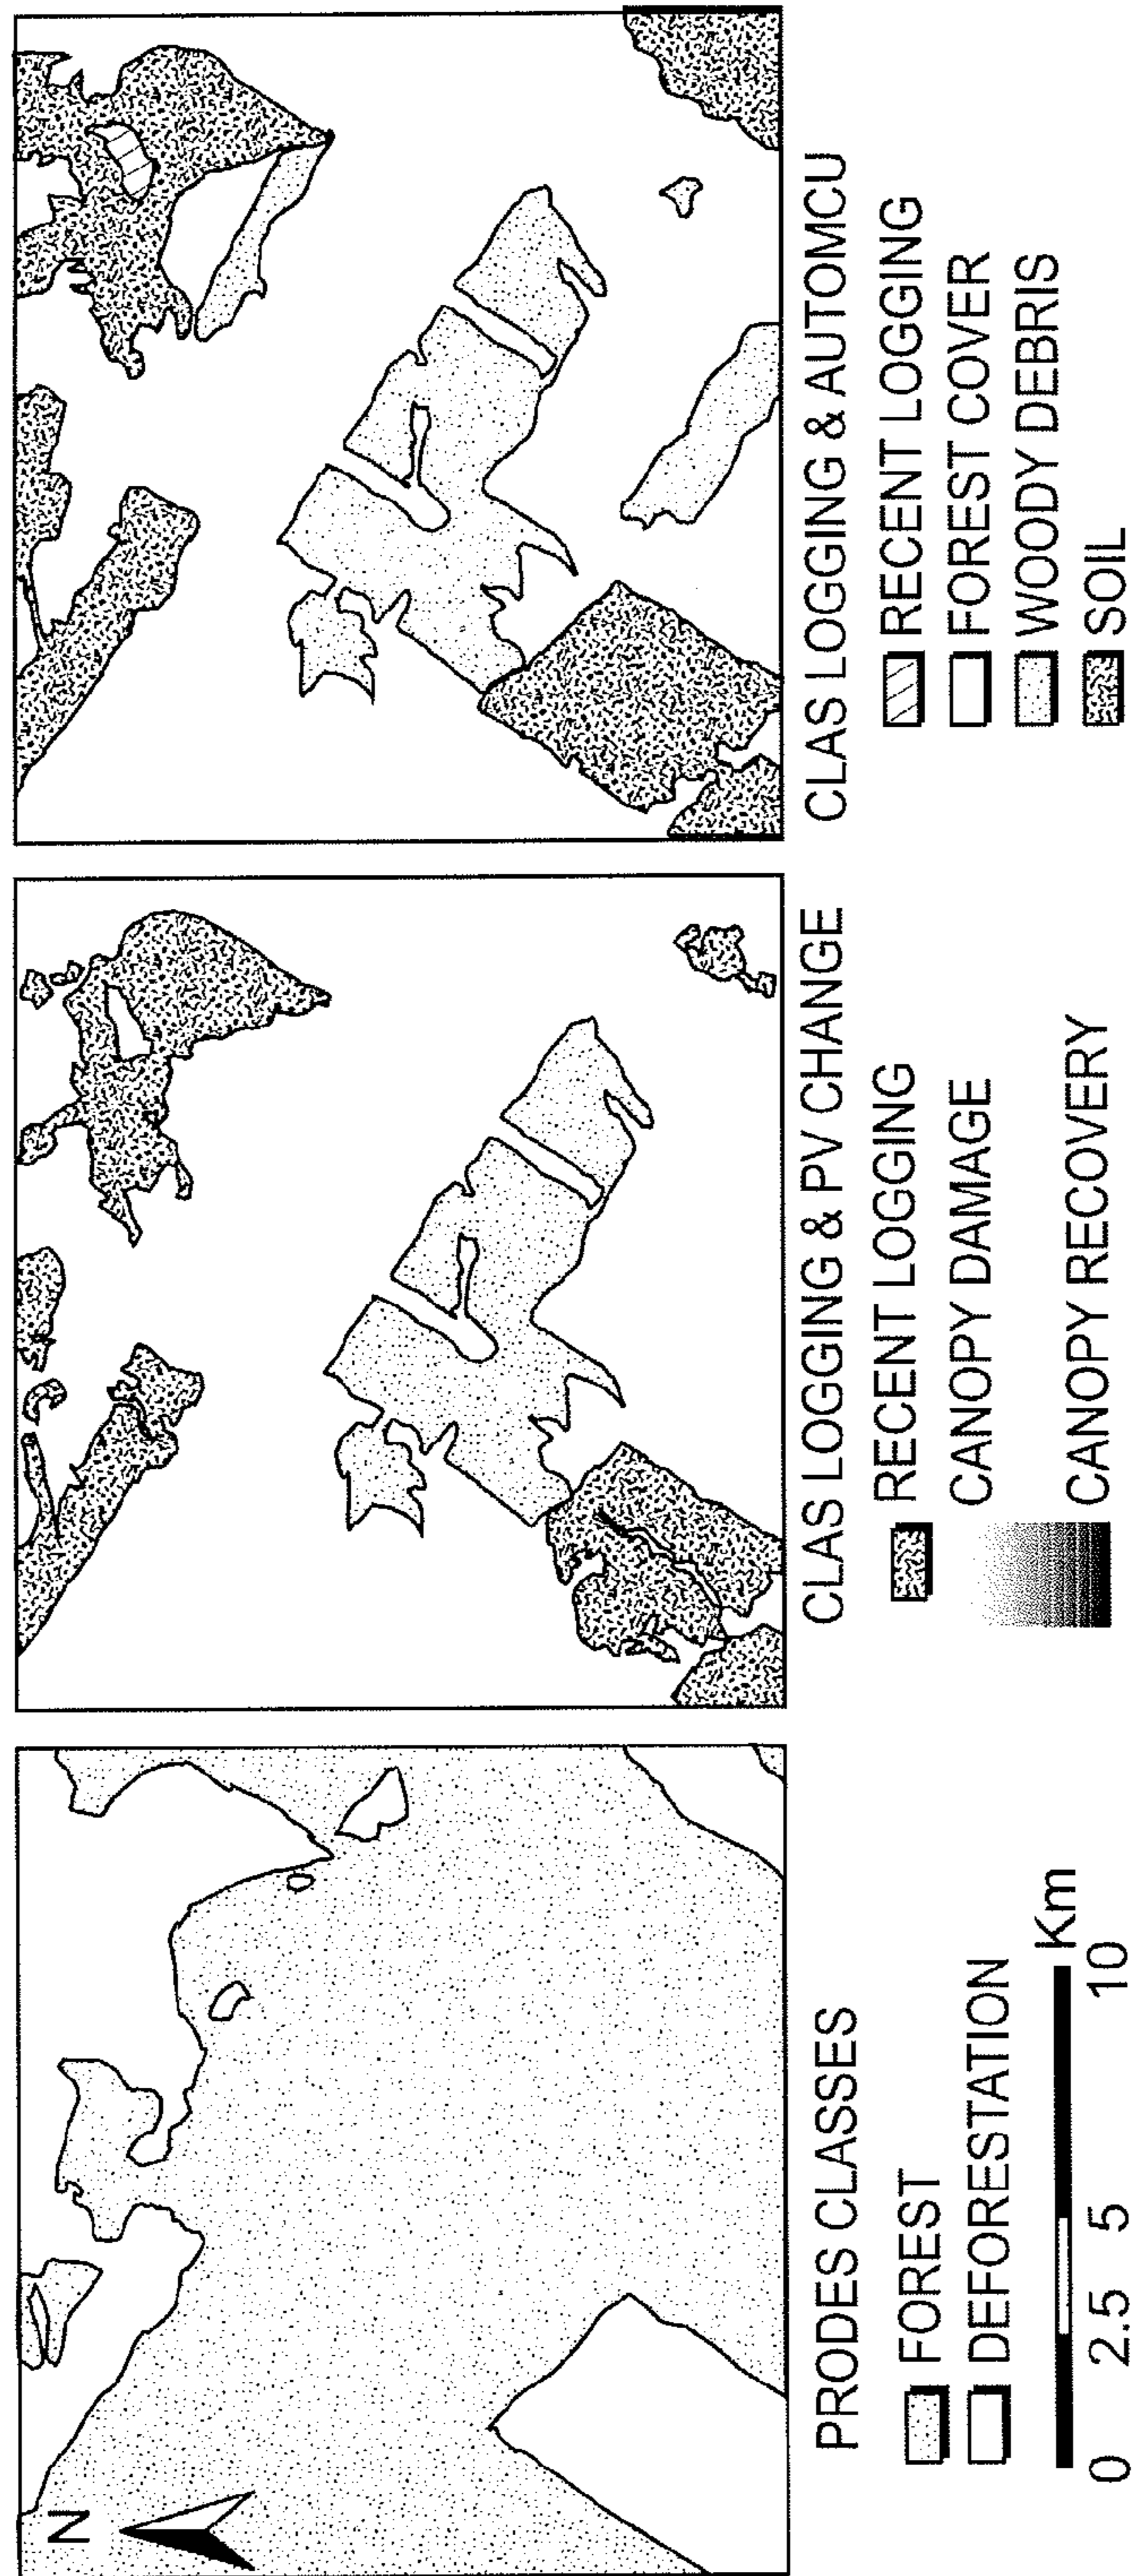 N
PRODES CLASSES
FOREST
DEFORESTATION
0 2.5 5 10
Km
CLAS LOGGING & PV CHANGE
RECENT LOGGING
CANOPY DAMAGE
CANOPY RECOVERY
CLAS LOGGING & AUTOMCU
RECENT LOGGING
FOREST COVER
WOODY DEBRIS
SOIL